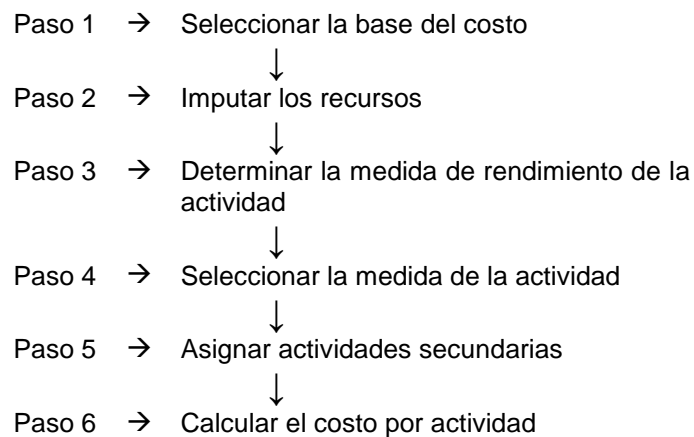 Paso 1 → Seleccionar la base del costo
↓
Paso 2 → Imputar los recursos
↓
Paso 3 → Determinar la medida de rendimiento de la
actividad
↓
Paso 4 → Seleccionar la medida de la actividad
↓
Paso 5 → Asignar actividades secundarias
↓
Paso 6 → Calcular el costo por actividad